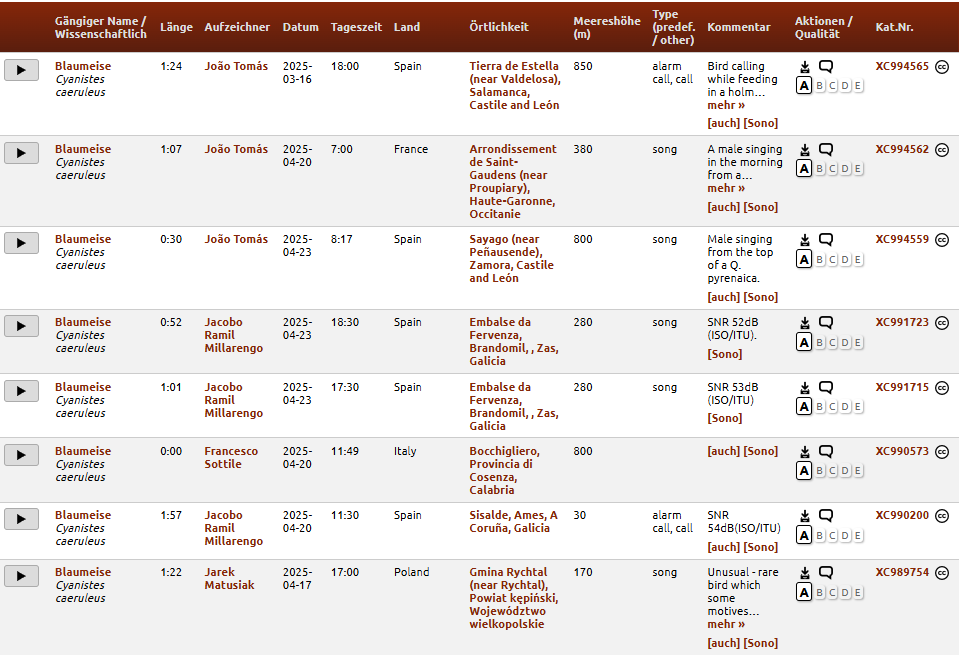 Gängiger Name / Wissenschaftlich Länge Aufzeichner Datum Tageszeit Land Örtlichkeit Meereshöhe (m) Type (predef. / other) Kommentar Aktionen / Qualität Kat.Nr.
Blaumeise 1:24 João Tomás 2025- 18:00 Spain Tierra de Estella 850 alarm Bird calling XC994565
Cyanistes 03-16 (near Valdelosa), call, call while feeding A B C D E
caeruleus Salamanca, in a holm...
Castile and León mehr »
[auch] [Sono]
Blaumeise 1:07 João Tomás 2025- 7:00 France Arrondissement 380 song A male singing XC994562
Cyanistes 04-20 de Saint- in the morning A B C D E
caeruleus Gaudens (near from a...
Proupiary), mehr »
Haute-Garonne, [auch] [Sono]
Occitanie
Blaumeise 0:30 João Tomás 2025- 8:17 Spain Sayago (near 800 song Male singing XC994559
Cyanistes 04-23 Peñausende), from the top A B C D E
caeruleus Zamora, Castile of a Q.
and León pyrenaica.
[auch] [Sono]
Blaumeise 0:52 Jacobo 2025- 18:30 Spain Embalse da 280 song SNR 52dB XC991723
Cyanistes Ramil 04-23 Fervenza, (ISO/ITU). A B C D E
caeruleus Millarengo Brandomil, , Zas, [Sono]
Galicia
Blaumeise 1:01 Jacobo 2025- 17:30 Spain Embalse da 280 song SNR 53dB XC991715
Cyanistes Ramil 04-23 Fervenza, (ISO/ITU) A B C D E
caeruleus Millarengo Brandomil, , Zas, [Sono]
Galicia
Blaumeise 0:00 Francesco 2025- 11:49 Italy Bocchigliero, 800 [auch] [Sono] XC990573
Cyanistes Sottile 04-20 Provincia di A B C D E
caeruleus Cosenza,
Calabria
Blaumeise 1:57 Jacobo 2025- 11:30 Spain Sisalde, Ames, A 30 alarm SNR XC990200
Cyanistes Ramil 04-20 Coruña, Galicia call, call 54dB(ISO/ITU) A B C D E
caeruleus Millarengo [auch] [Sono]
Blaumeise 1:22 Jarek 2025- 17:00 Poland Gmina Rychtal 170 song Unusual - rare XC989754
Cyanistes Matusiak 04-17 (near Rychtal), bird which A B C D E
caeruleus Powiat kępiński, some
Województwo motives...
wielkopolskie mehr »
[auch] [Sono]